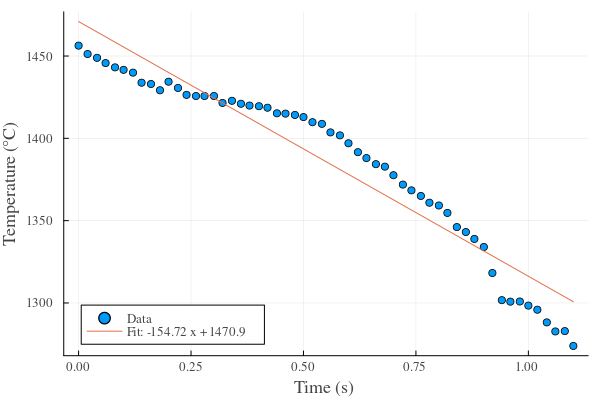 Temperature (°C)
1450
1400
1350
1300
Data
Fit: -154.72 x + 1470.9
0.00 0.25 0.50 0.75 1.00
Time (s)